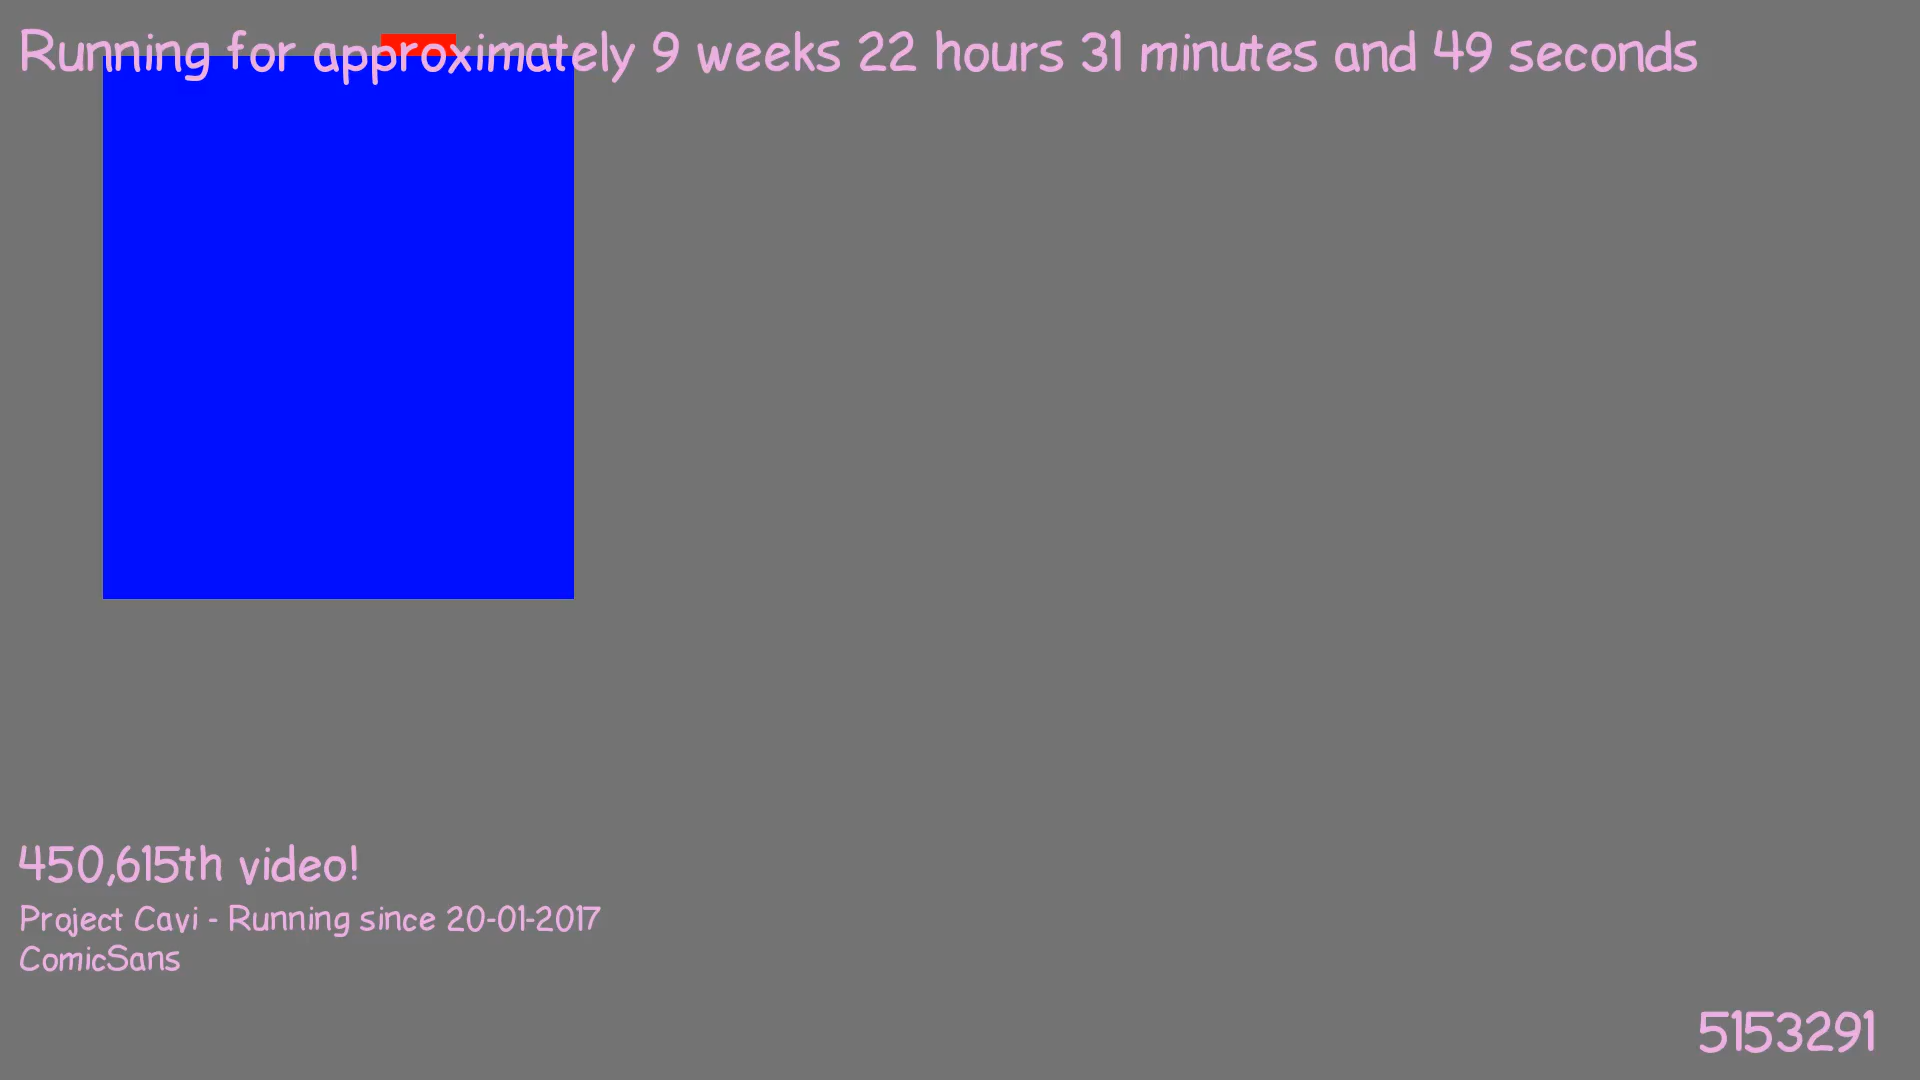 Running for approximately 9 weeks 22 hours 31 minutes and 49 seconds
450,615th video!
Project Cavi - Running since 20-01-2017
ComicSans
5153291